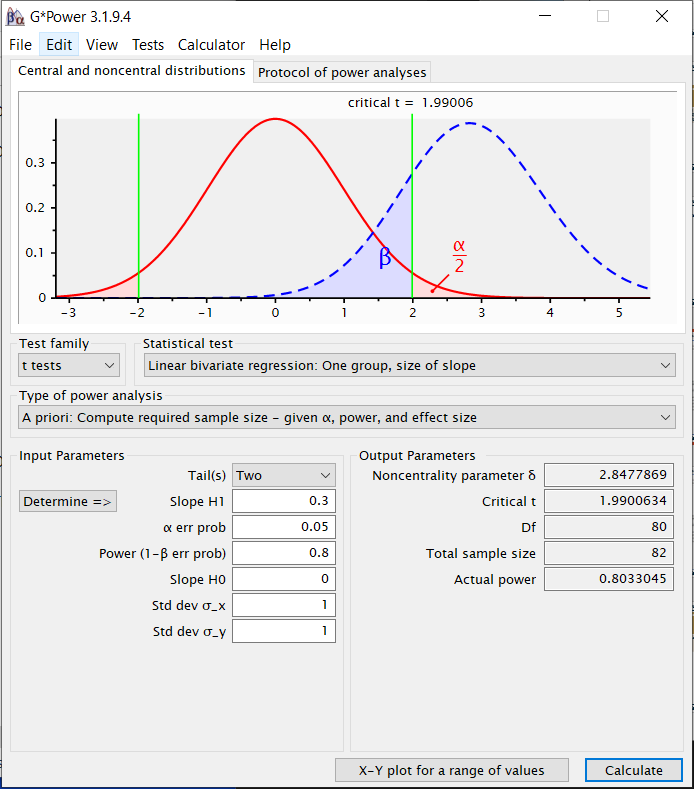 G*Power 3.1.9.4
File Edit View Tests Calculator Help
Central and noncentral distributions Protocol of power analyses
critical t = 1.99006
0.3
0.2
0.1
0
β
α
2
-3 -2 -1 0 1 2 3 4 5
Test family Statistical test
t tests Linear bivariate regression: One group, size of slope
Type of power analysis
A priori: Compute required sample size - given α, power, and effect size
Input Parameters
Tail(s) Two
Determine => Slope H1 0.3
α err prob 0.05
Power (1-β err prob) 0.8
Slope H0 0
Std dev σ_x 1
Std dev σ_y 1
Output Parameters
Noncentrality parameter δ 2.8477869
Critical t 1.9900634
Df 80
Total sample size 82
Actual power 0.8033045
X-Y plot for a range of values Calculate